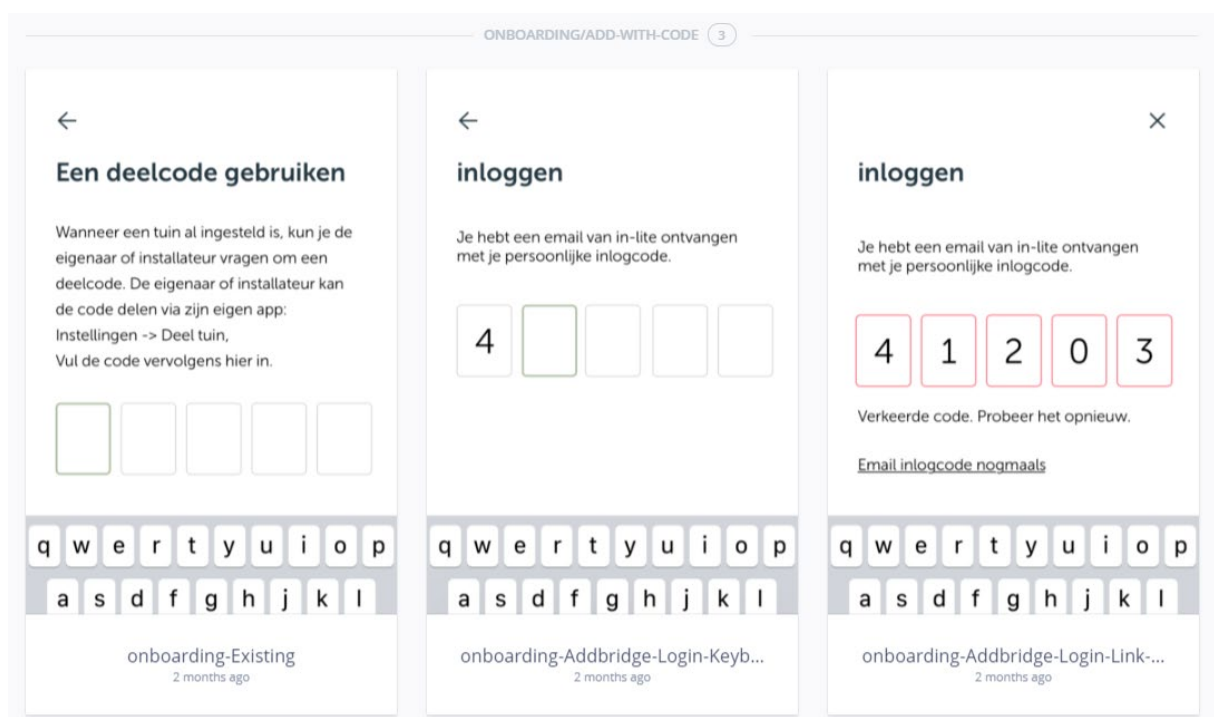 ONBOARDING/ADD-WITH-CODE 3
Een deelcode gebruiken
Wanneer een tuin al ingesteld is, kun je de
eigenaar of installateur vragen om een
deelcode. De eigenaar of installateur kan
de code delen via zijn eigen app:
Instellingen -> Deel tuin,
Vul de code vervolgens hier in.
q w e r t y u i o p
a s d f g h j k l
onboarding-Existing
2 months ago
inloggen
Je hebt een email van in-lite ontvangen
met je persoonlijke inlogcode.
4
q w e r t y u i o p
a s d f g h j k l
onboarding-Addbridge-Login-Keyb...
2 months ago
inloggen
Je hebt een email van in-lite ontvangen
met je persoonlijke inlogcode.
4 1 2 0 3
Verkeerde code. Probeer het opnieuw.
Email inlogcode nogmaals
q w e r t y u i o p
a s d f g h j k l
onboarding-Addbridge-Login-Link-...
2 months ago